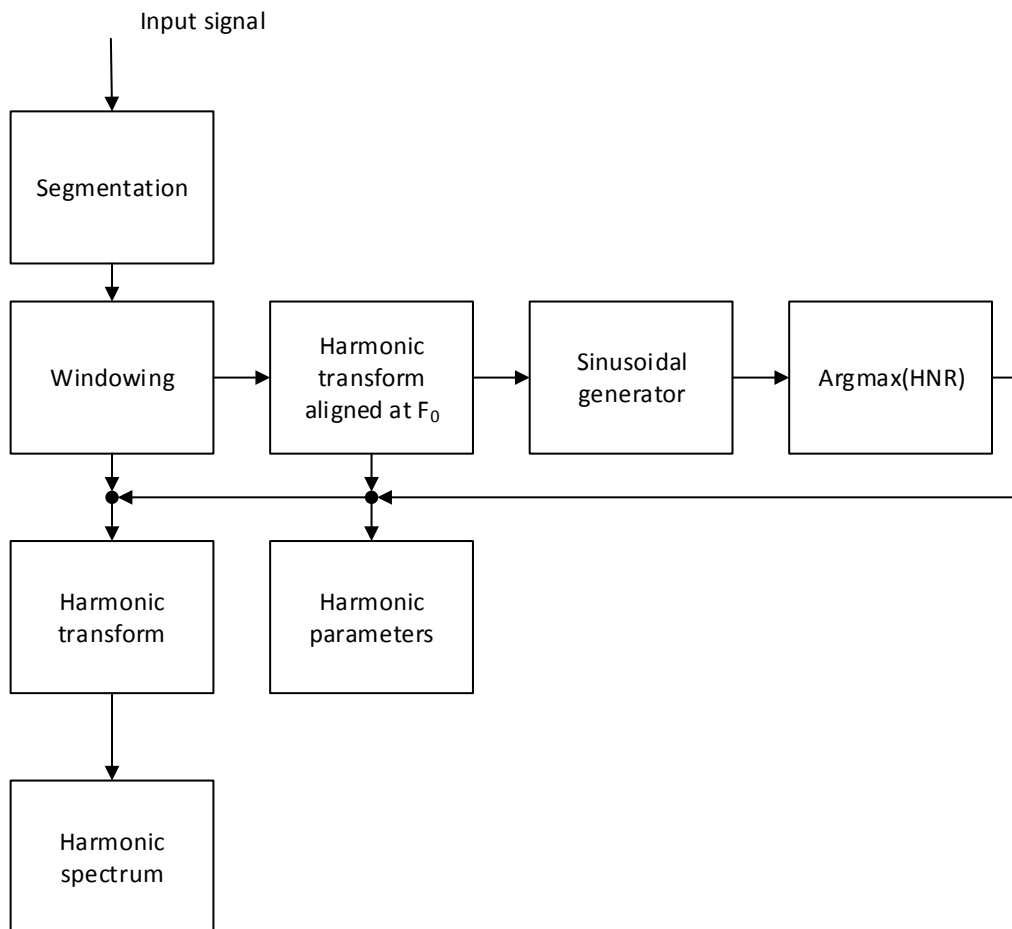 Input signal
Segmentation
Windowing
Harmonic
transform
aligned at F₀
Sinusoidal
generator
Argmax(HNR)
Harmonic
transform
Harmonic
parameters
Harmonic
spectrum